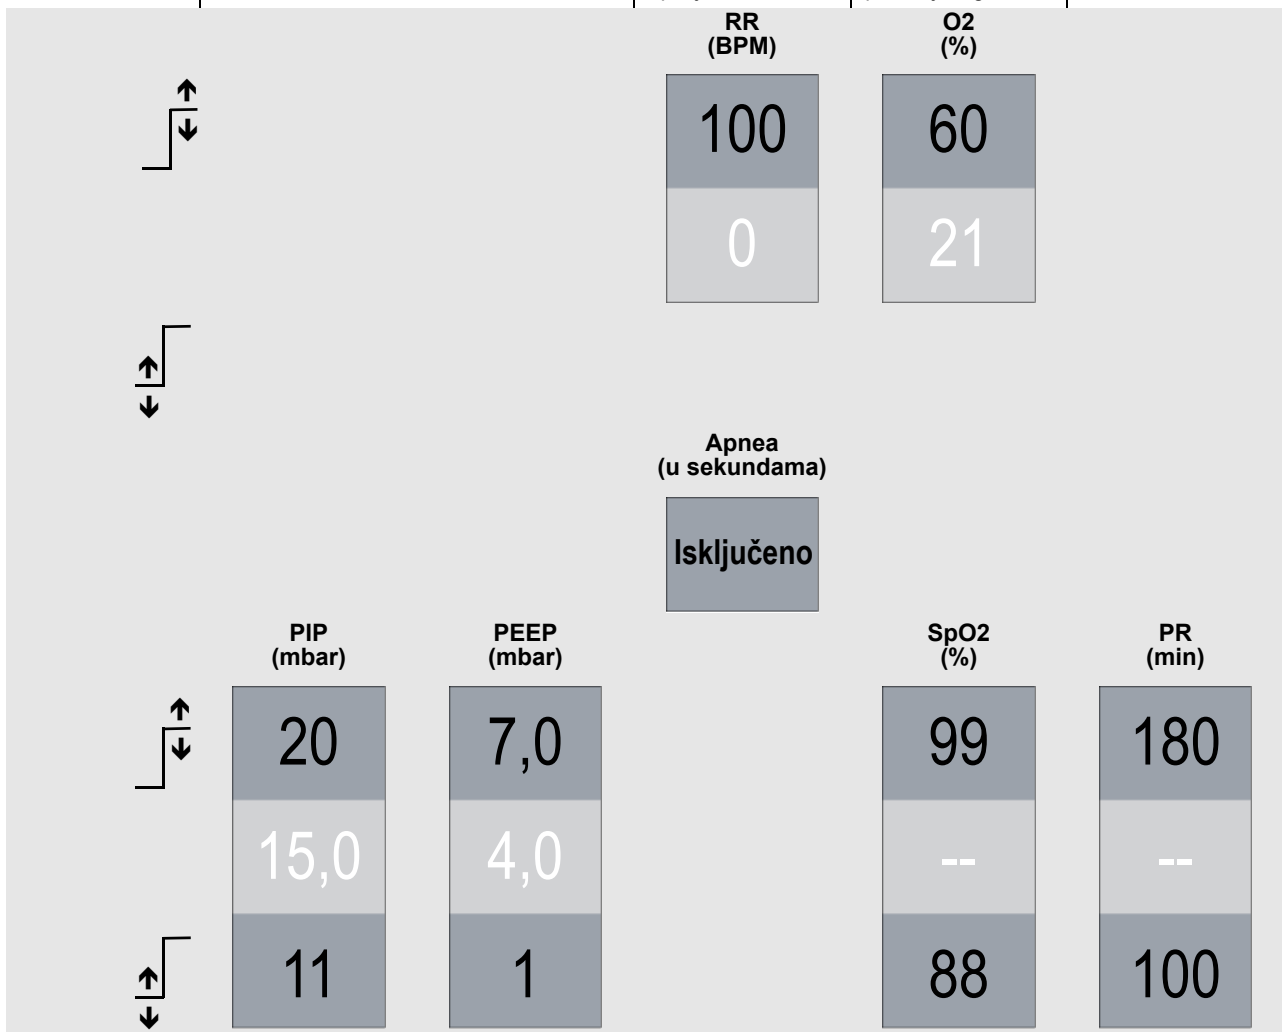 RR
(BPM)
O2
(%)
100
60
0
21
Apnea
(u sekundama)
Isključeno
PIP
(mbar)
PEEP
(mbar)
SpO2
(%)
PR
(min)
20
7,0
99
180
15,0
4,0
--
--
11
1
88
100